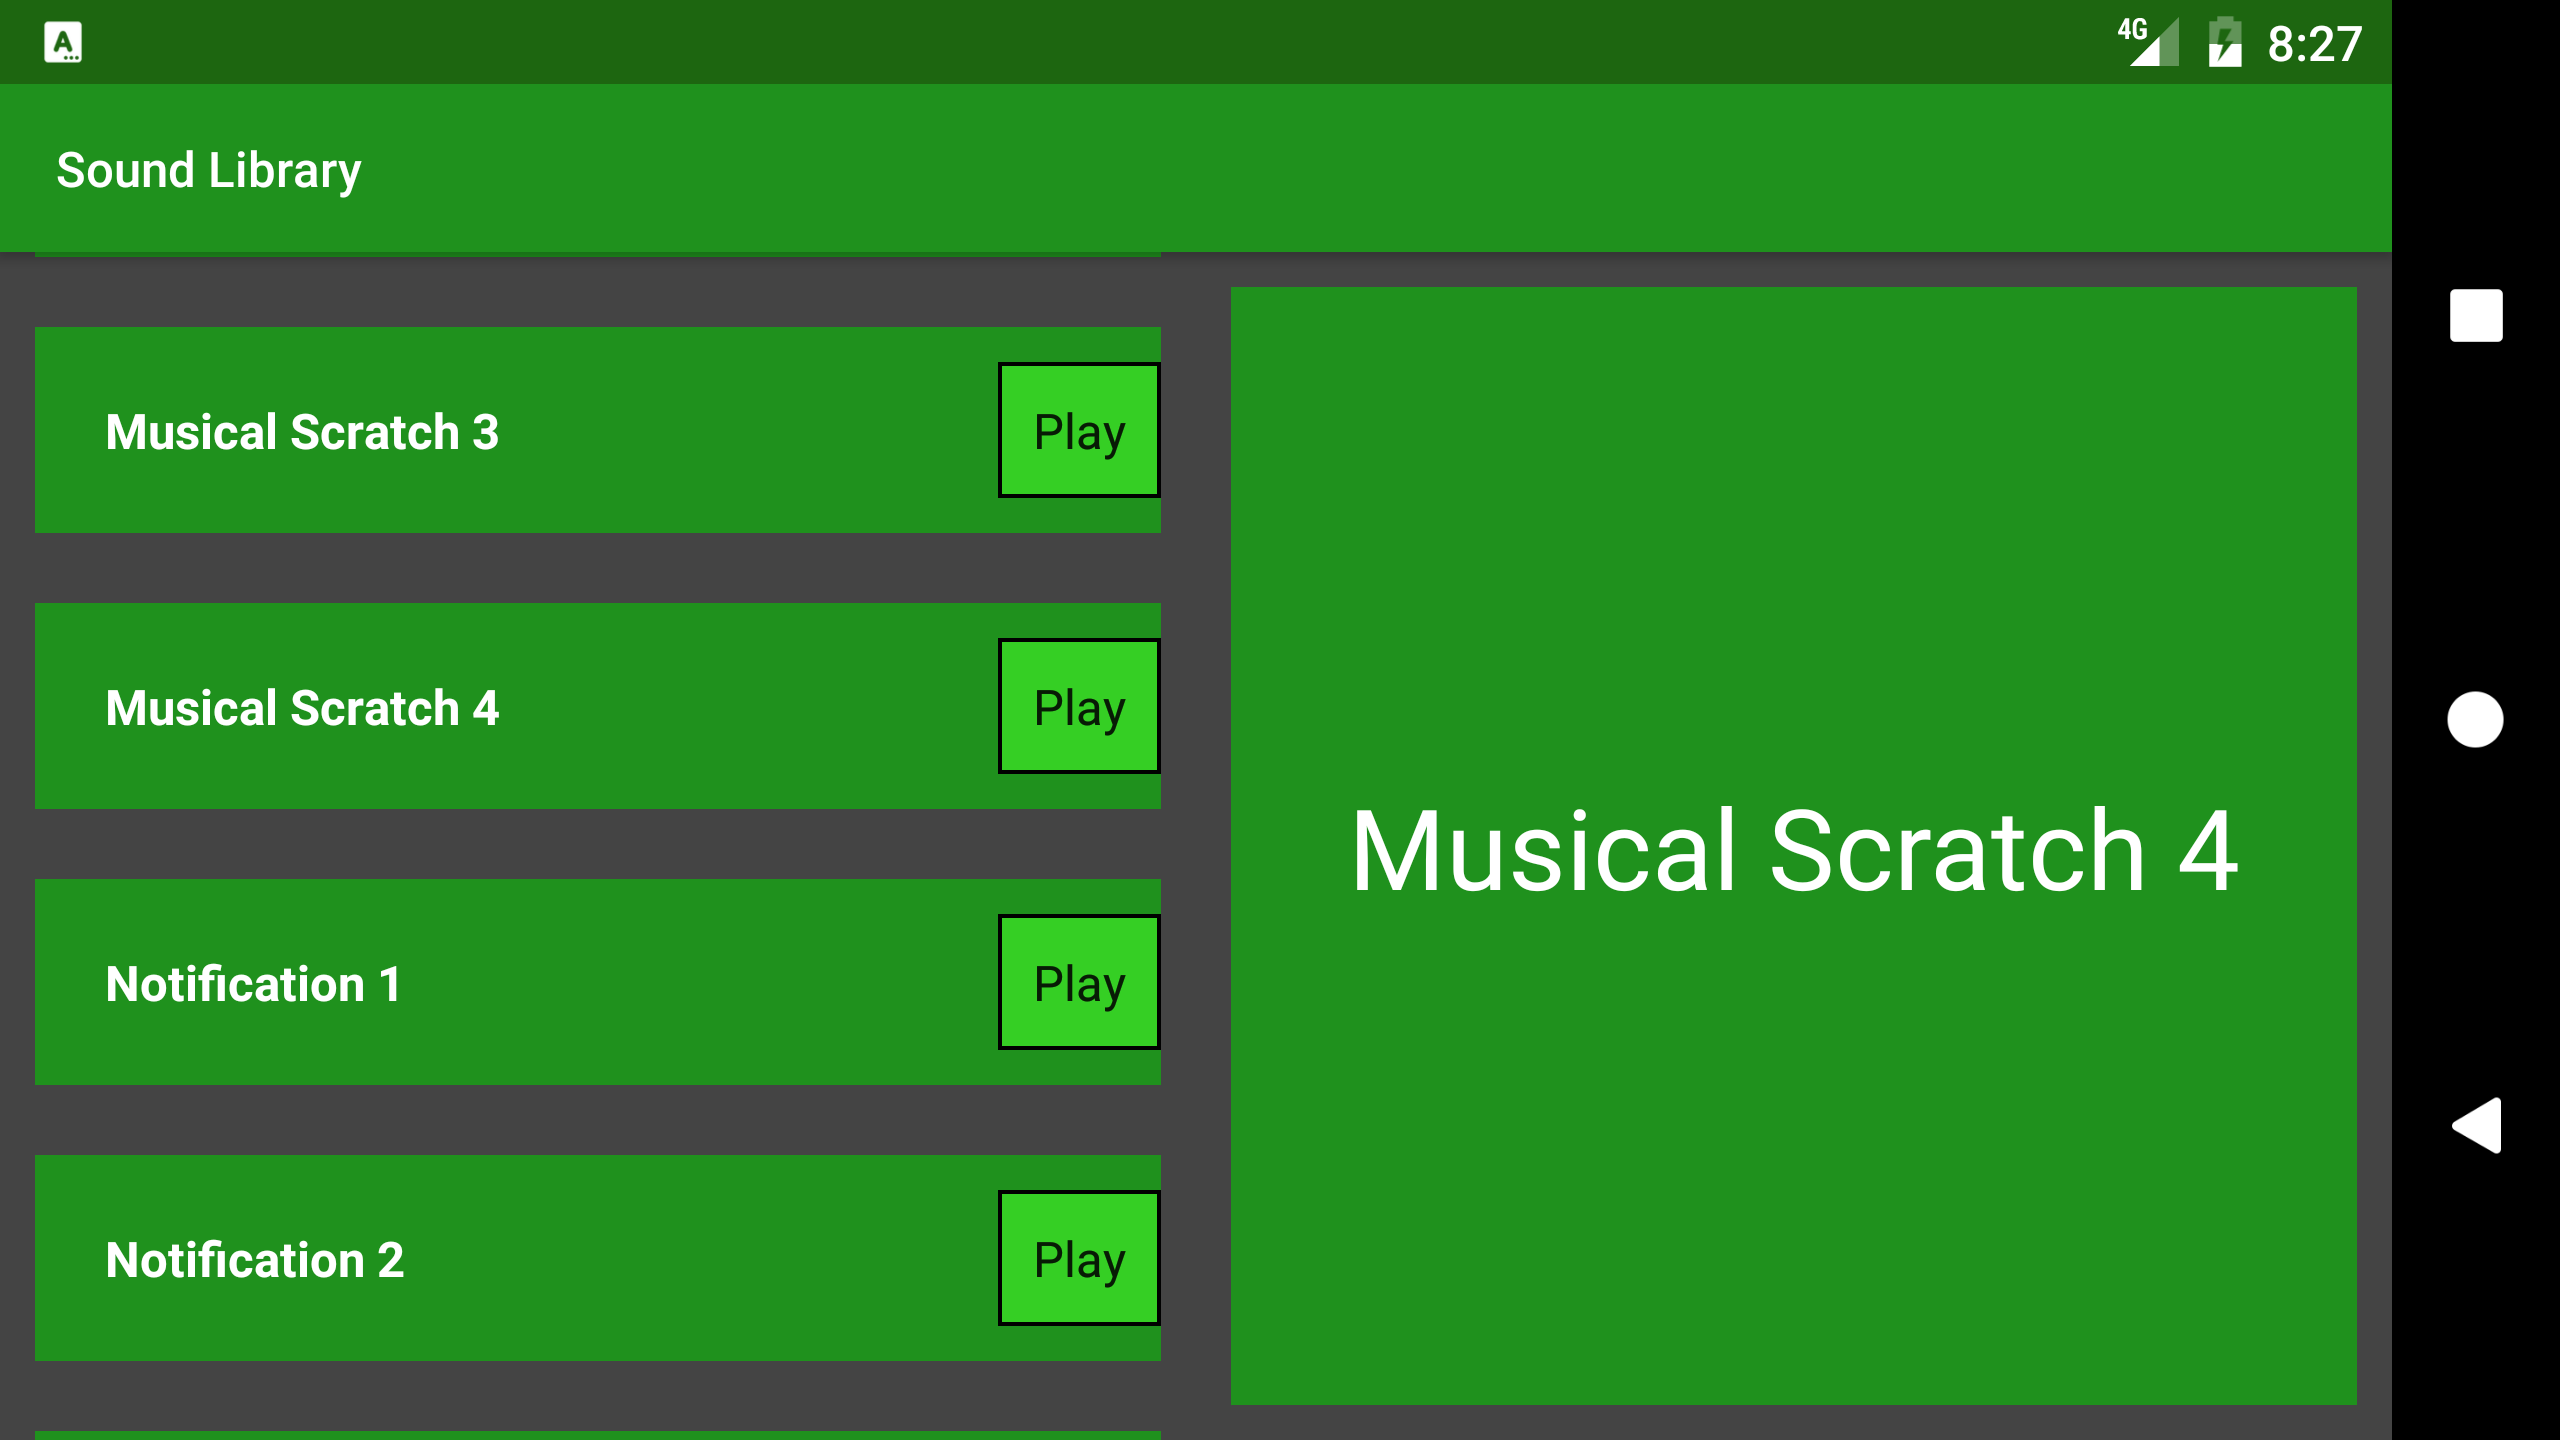 A
4G
8:27
Sound Library
Musical Scratch 3
Play
Musical Scratch 4
Play
Notification 1
Play
Notification 2
Play
Musical Scratch 4